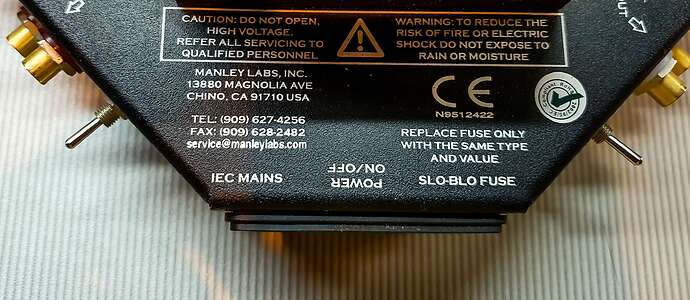 CAUTION: DO NOT OPEN,
HIGH VOLTAGE.
REFER ALL SERVICING TO
QUALIFIED PERSONNEL
WARNING: TO REDUCE THE
RISK OF FIRE OR ELECTRIC
SHOCK DO NOT EXPOSE TO
RAIN OR MOISTURE
MANLEY LABS, INC.
13880 MAGNOLIA AVE
CHINO, CA 91710 USA
TEL: (909) 627-4256
FAX: (909) 628-2482
service@manleylabs.com
CE
N9512422
REPLACE FUSE ONLY
WITH THE SAME TYPE
AND VALUE
IEC MAINS
POWER
ON/OFF
SLO-BLO FUSE
OUT